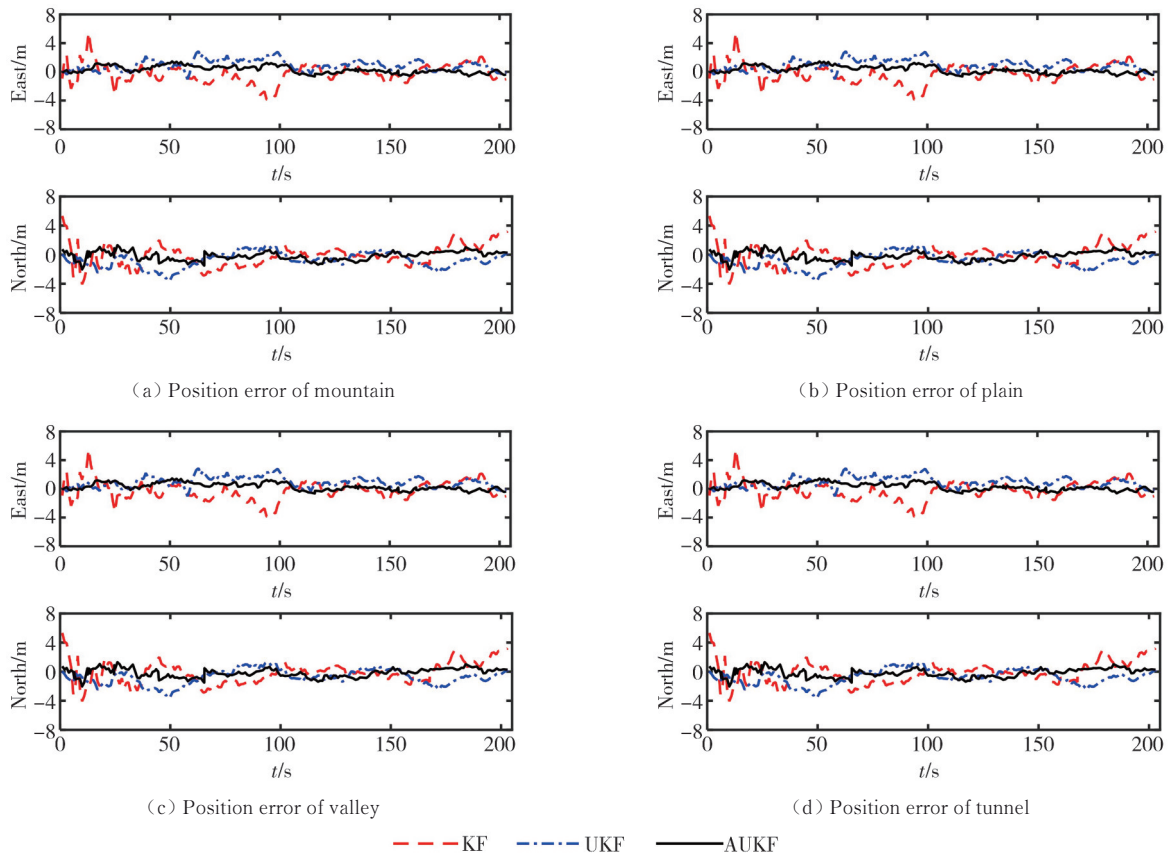 8
4
0
−4
−8
East/m
0 50 100 150 200
t/s
8
4
0
−4
−8
North/m
0 50 100 150 200
t/s
(a) Position error of mountain
8
4
0
−4
−8
East/m
0 50 100 150 200
t/s
8
4
0
−4
−8
North/m
0 50 100 150 200
t/s
(b) Position error of plain
8
4
0
−4
−8
East/m
0 50 100 150 200
t/s
8
4
0
−4
−8
North/m
0 50 100 150 200
t/s
(c) Position error of valley
8
4
0
−4
−8
East/m
0 50 100 150 200
t/s
8
4
0
−4
−8
North/m
0 50 100 150 200
t/s
(d) Position error of tunnel
KF UKF AUKF